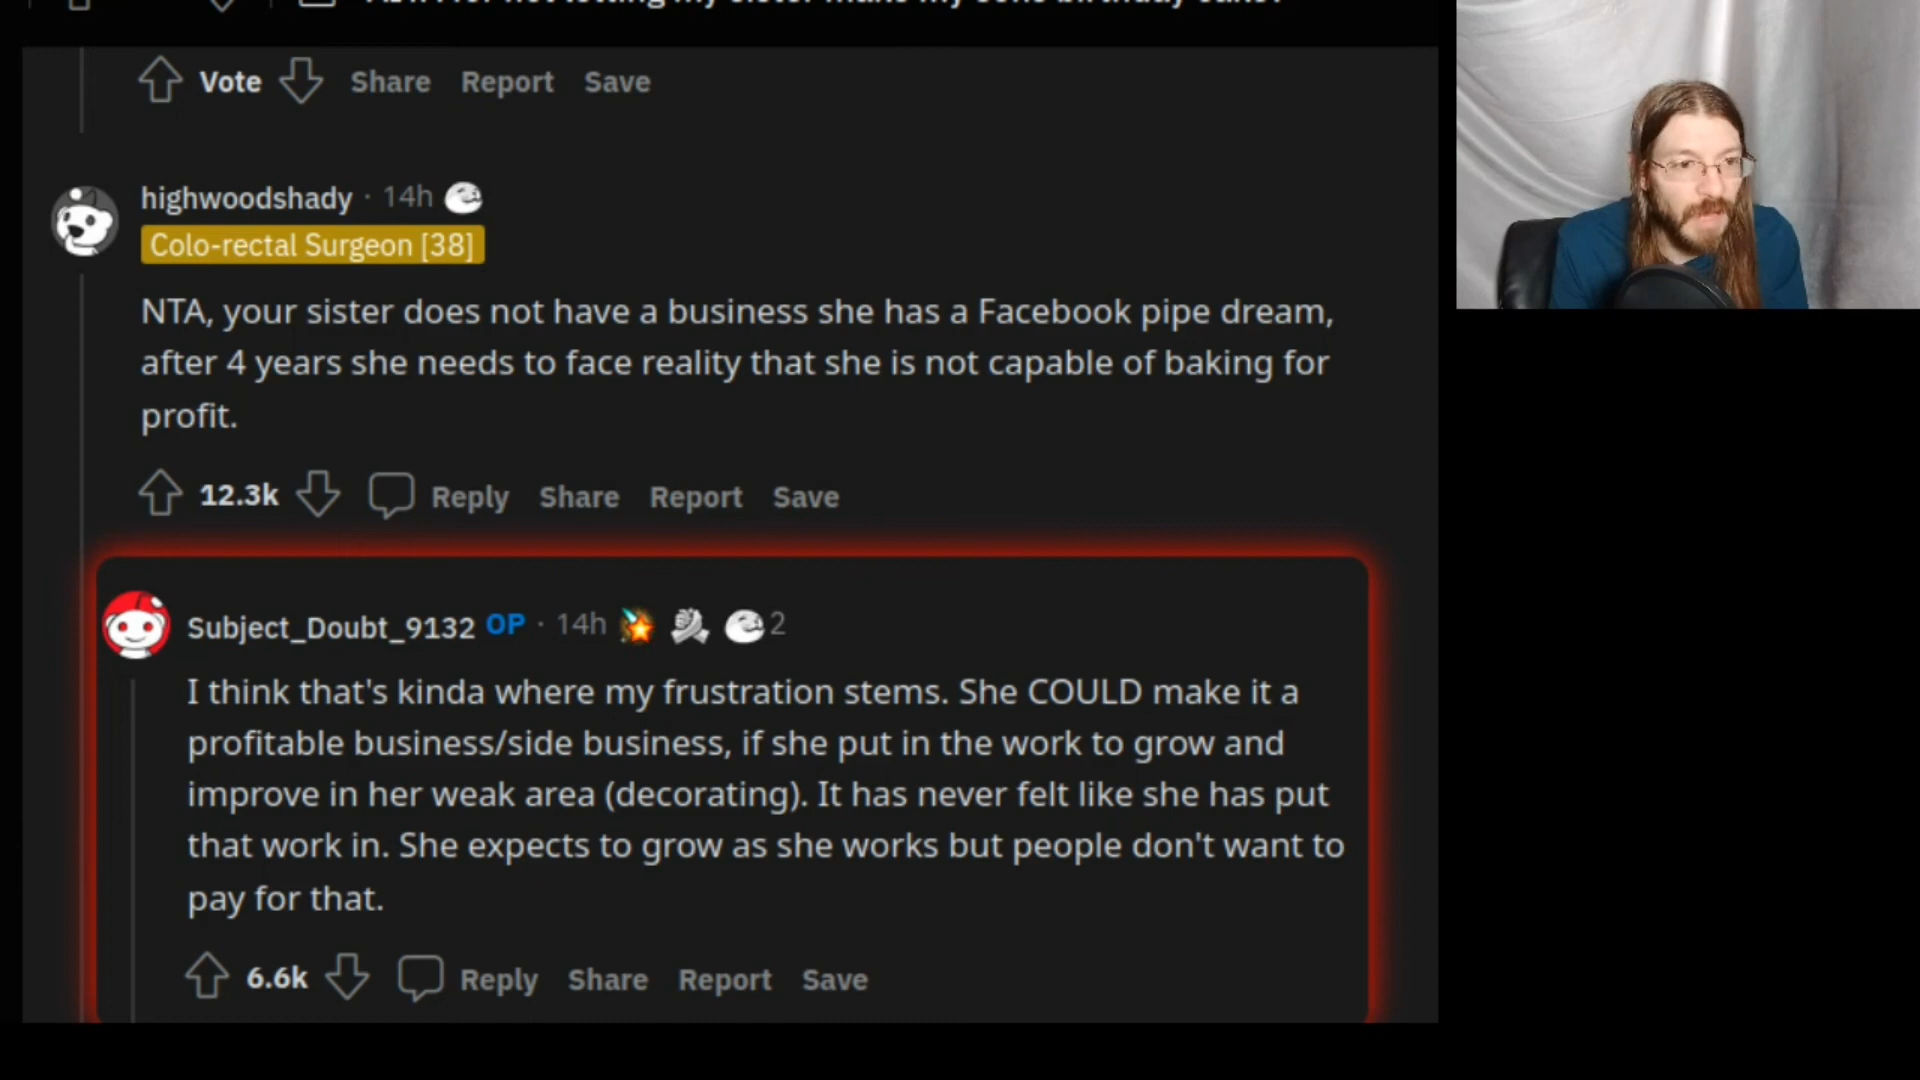 Vote Share Report Save
highwoodshady · 14h
Colo-rectal Surgeon [38]
NTA, your sister does not have a business she has a Facebook pipe dream,
after 4 years she needs to face reality that she is not capable of baking for
profit.
12.3k Reply Share Report Save
Subject_Doubt_9132 OP · 14h 2
I think that's kinda where my frustration stems. She COULD make it a
profitable business/side business, if she put in the work to grow and
improve in her weak area (decorating). It has never felt like she has put
that work in. She expects to grow as she works but people don't want to
pay for that.
6.6k Reply Share Report Save